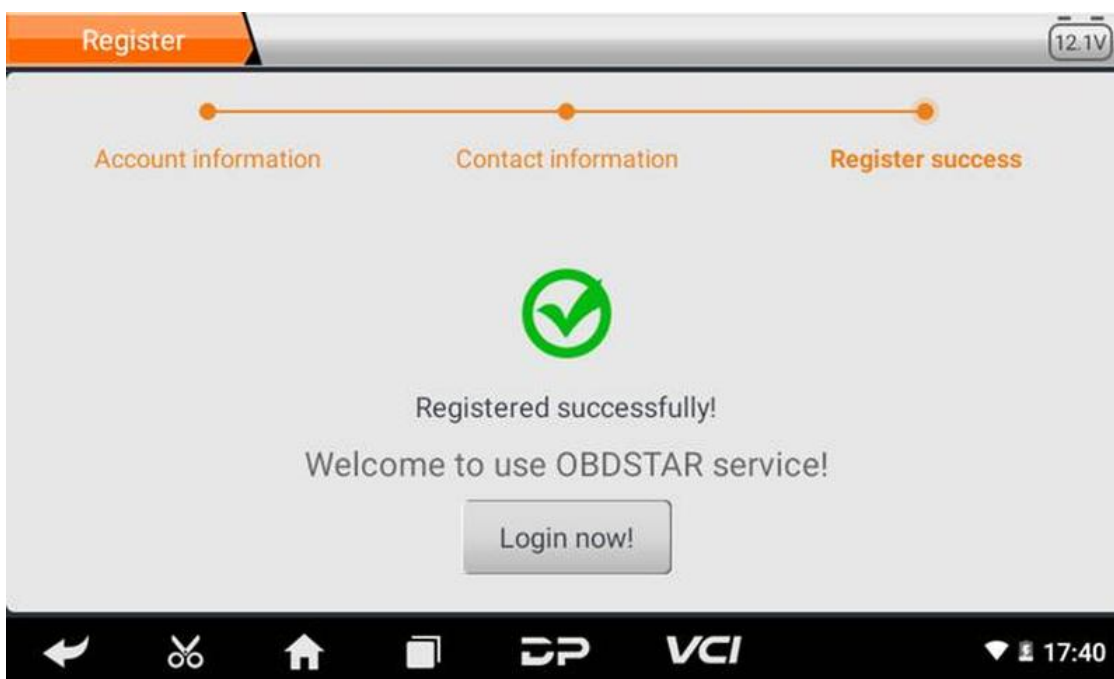 Register
12.1V
Account information
Contact information
Register success
Registered successfully!
Welcome to use OBDSTAR service!
Login now!
DP
VCI
17:40